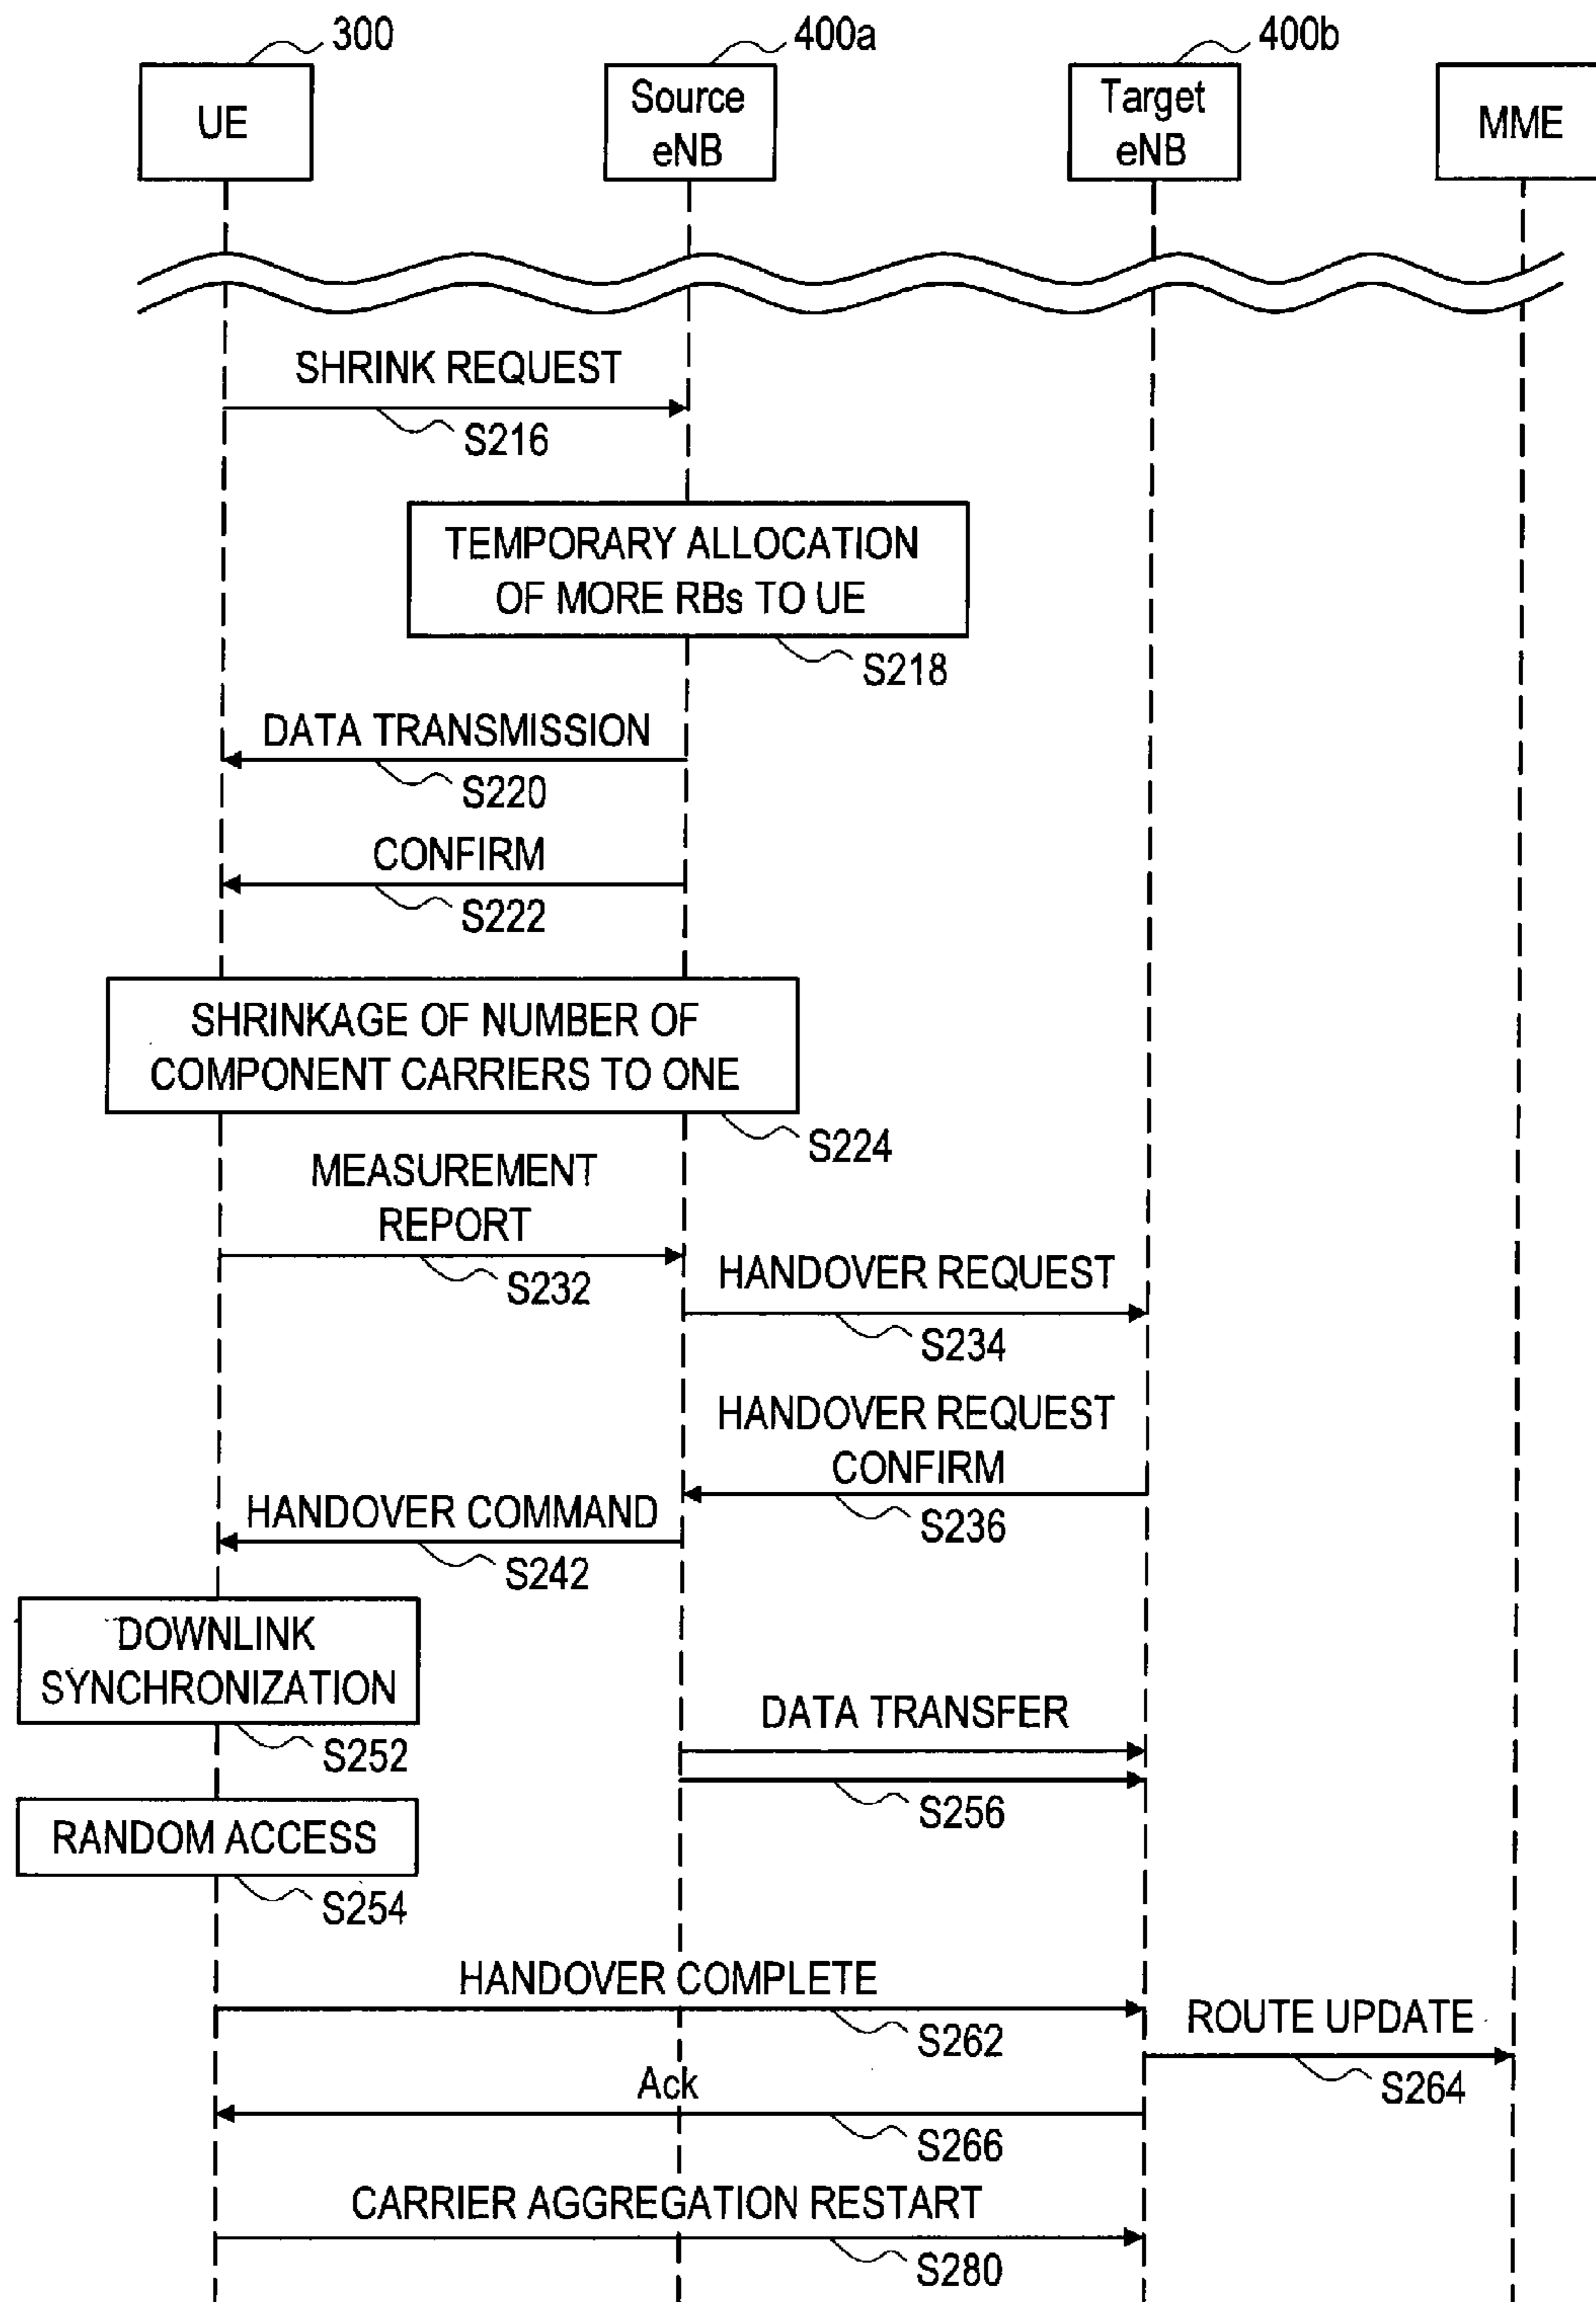 300
400a
400b
UE
Source
eNB
Target
eNB
MME
SHRINK REQUEST
S216
TEMPORARY ALLOCATION
OF MORE RBs TO UE
S218
DATA TRANSMISSION
S220
CONFIRM
S222
SHRINKAGE OF NUMBER OF
COMPONENT CARRIERS TO ONE
S224
MEASUREMENT
REPORT
S232
HANDOVER REQUEST
S234
HANDOVER REQUEST
CONFIRM
S236
HANDOVER COMMAND
S242
DOWNLINK
SYNCHRONIZATION
S252
DATA TRANSFER
S256
RANDOM ACCESS
S254
HANDOVER COMPLETE
S262
ROUTE UPDATE
S264
Ack
S266
CARRIER AGGREGATION RESTART
S280